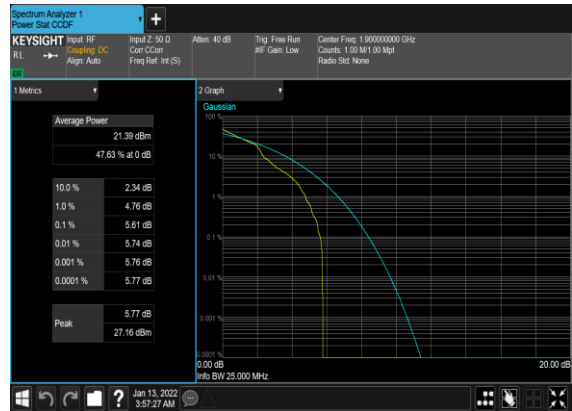 Spectrum Analyzer 1
Power Stat CCDF
+
KEYSIGHT Input: RF Input Z: 50 Ω Atten: 40 dB Trig: Free Run Center Freq: 1.900000000 GHz
RL Coupling: DC Corr CCorr #IF Gain: Low Counts: 1.00 M/1.00 Mpt
Align: Auto Freq Ref: Int (S) Radio Std: None
1 Metrics 2 Graph
Gaussian
Average Power
21.39 dBm
47.63 % at 0 dB
10.0 % 2.34 dB
1.0 % 4.76 dB
0.1 % 5.61 dB
0.01 % 5.74 dB
0.001 % 5.76 dB
0.0001 % 5.77 dB
Peak 5.77 dB
27.16 dBm
100 %
10 %
1 %
0.1 %
0.01 %
0.001 %
0.0001 %
0.00 dB 20.00 dB
Info BW 25.000 MHz
? Jan 13, 2022
3:57:27 AM